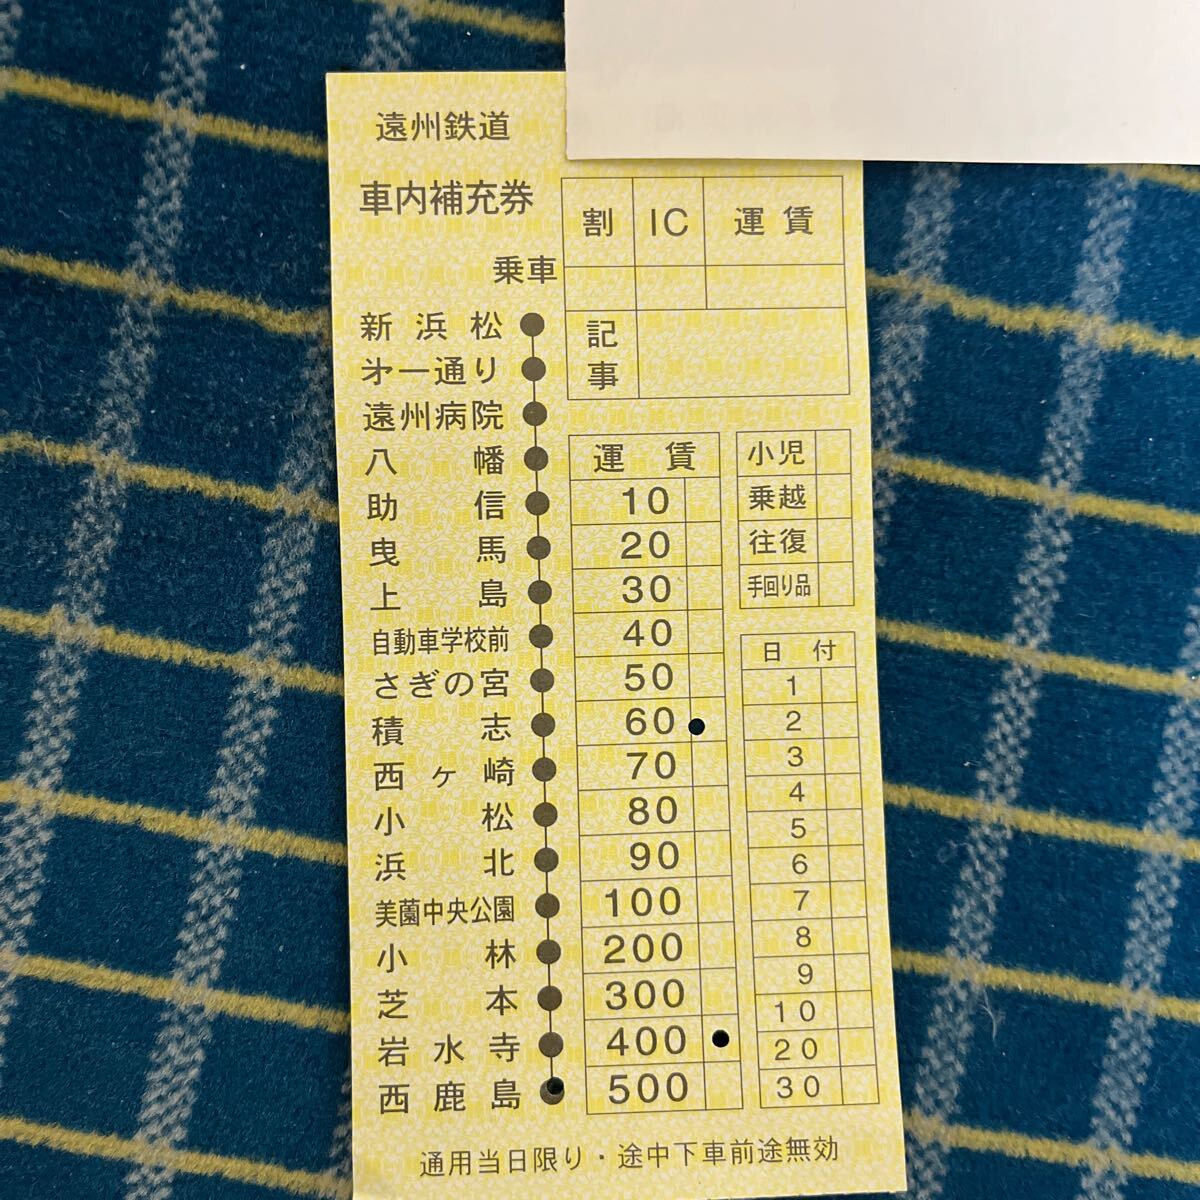 遠州鉄道
車内補充券
乗車
新浜松
㐧一通り
遠州病院
八幡
助信
曳馬
上島
自動車学校前
さぎの宮
積志
西ヶ崎
小松
浜北
美薗中央公園
小林
芝本
岩水寺
西鹿島
割 IC 運賃
記事
運賃
10
20
30
40
50
60
70
80
90
100
200
300
400
500
小児
乗越
往復
手回り品
日付
1
2
3
4
5
6
7
8
9
10
20
30
通用当日限り・途中下車前途無効